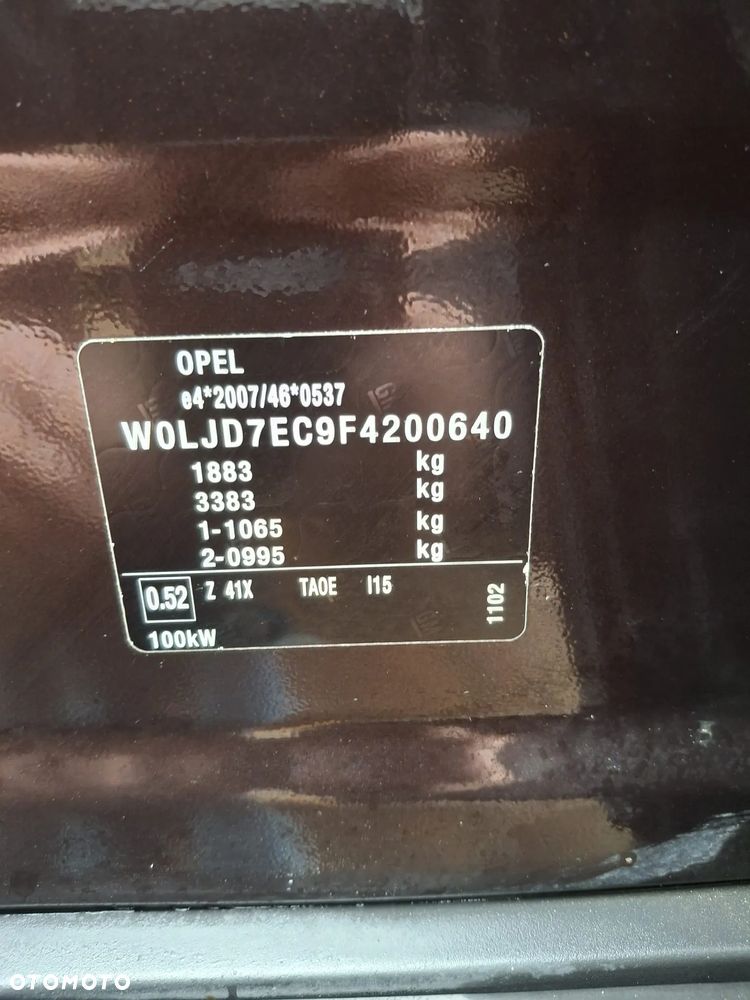 OPEL
e4*2007/46*0537
W0LJD7EC9F4200640
1883 kg
3383 kg
1-1065 kg
2-0995 kg
0.52 Z 41X TA0E I15 1102
100kW
OTOMOTO